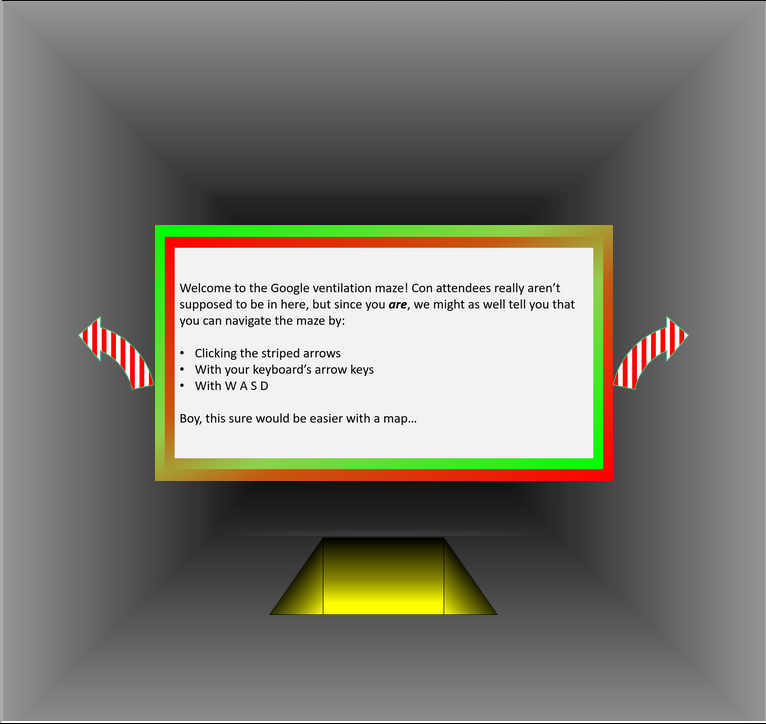 Welcome to the Google ventilation maze! Con attendees really aren’t
supposed to be in here, but since you are, we might as well tell you that
you can navigate the maze by:
• Clicking the striped arrows
• With your keyboard’s arrow keys
• With W A S D
Boy, this sure would be easier with a map…